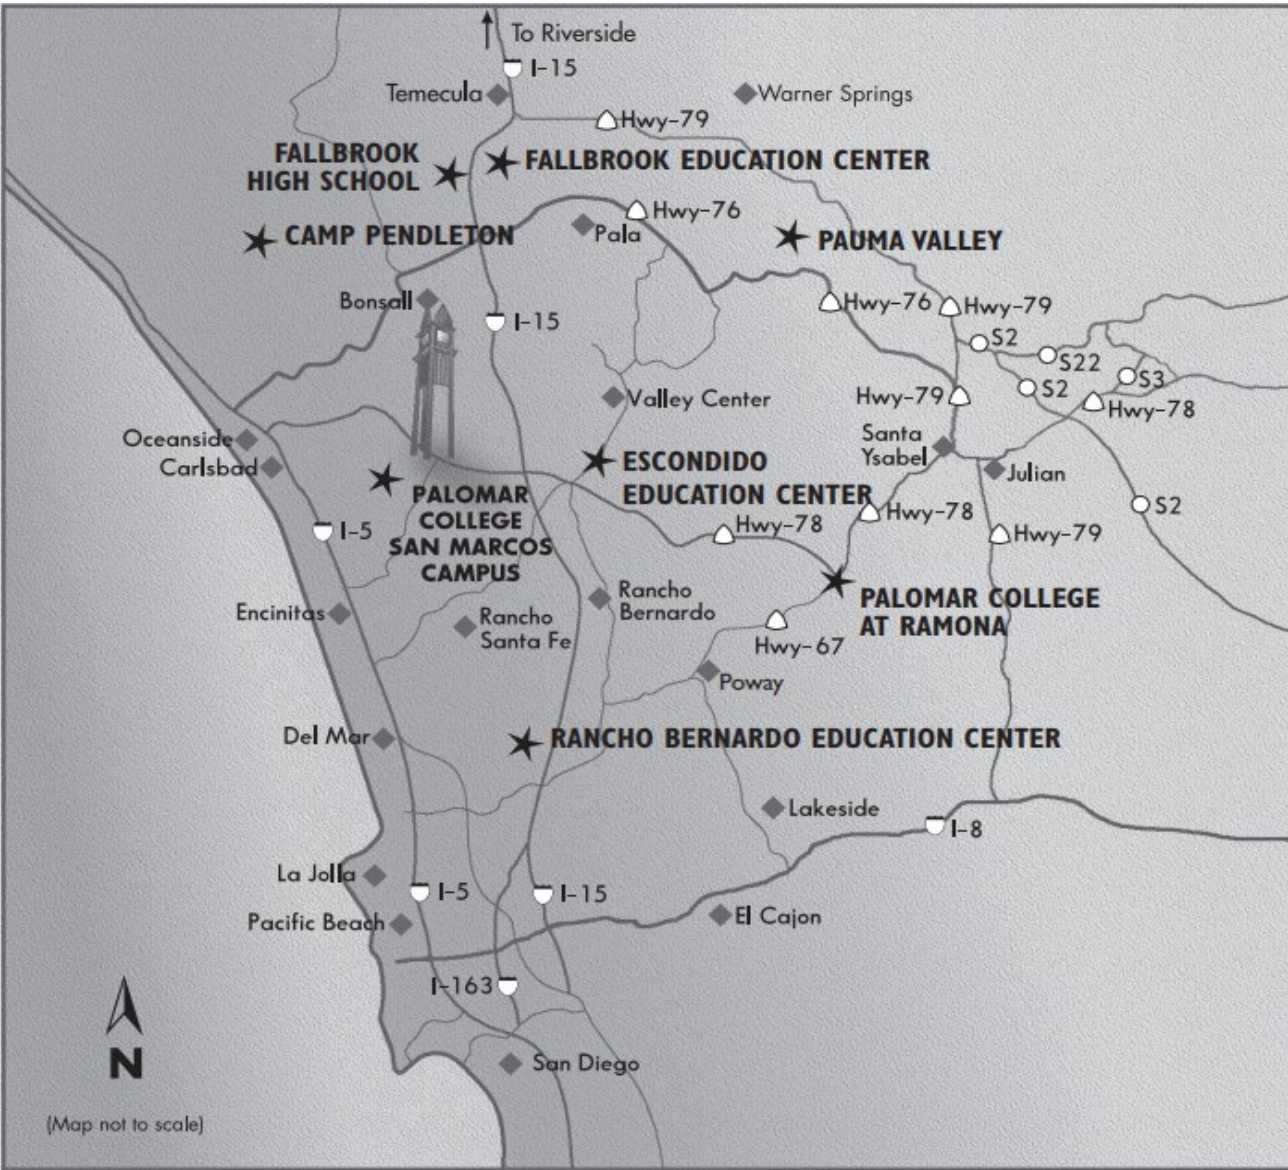 To Riverside
I-15
Temecula
Warner Springs
Hwy-79
FALLBROOK
HIGH SCHOOL
FALLBROOK EDUCATION CENTER
Hwy-76
CAMP PENDLETON
Pala
PAUMA VALLEY
Bonsall
I-15
Hwy-76
Hwy-79
S2
S22
S3
S2
Hwy-79
Hwy-78
Valley Center
Oceanside
Carlsbad
Santa
Ysabel
Julian
ESCONDIDO
EDUCATION CENTER
PALOMAR
COLLEGE
SAN MARCOS
CAMPUS
I-5
Hwy-78
Hwy-78
S2
Hwy-79
Encinitas
Rancho
Santa Fe
Rancho
Bernardo
PALOMAR COLLEGE
AT RAMONA
Hwy-67
Poway
Del Mar
RANCHO BERNARDO EDUCATION CENTER
Lakeside
I-8
La Jolla
I-5
I-15
Pacific Beach
El Cajon
I-163
N
San Diego
(Map not to scale)